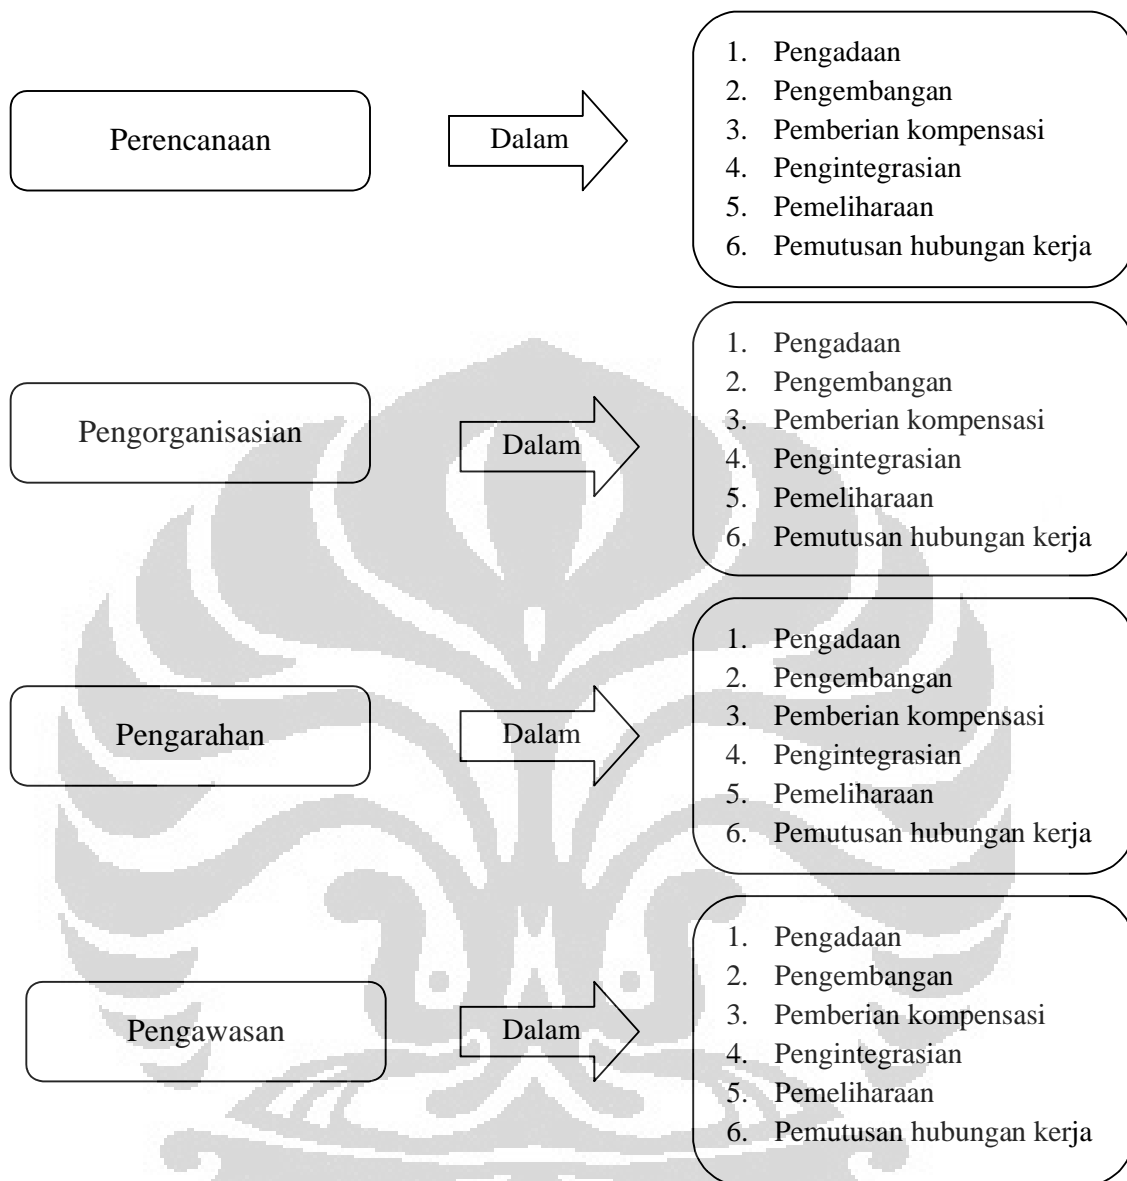 Perencanaan
Dalam
1. Pengadaan
2. Pengembangan
3. Pemberian kompensasi
4. Pengintegrasian
5. Pemeliharaan
6. Pemutusan hubungan kerja
Pengorganisasian
Dalam
1. Pengadaan
2. Pengembangan
3. Pemberian kompensasi
4. Pengintegrasian
5. Pemeliharaan
6. Pemutusan hubungan kerja
Pengarahan
Dalam
1. Pengadaan
2. Pengembangan
3. Pemberian kompensasi
4. Pengintegrasian
5. Pemeliharaan
6. Pemutusan hubungan kerja
Pengawasan
Dalam
1. Pengadaan
2. Pengembangan
3. Pemberian kompensasi
4. Pengintegrasian
5. Pemeliharaan
6. Pemutusan hubungan kerja